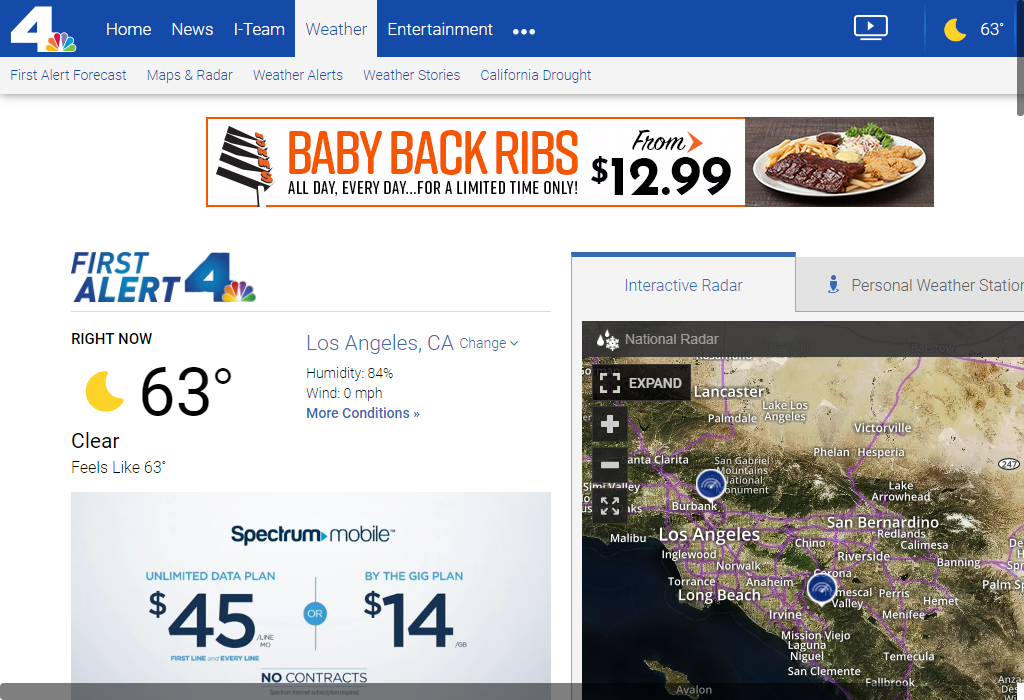 4
Home News I-Team Weather Entertainment •••
63°
First Alert Forecast Maps & Radar Weather Alerts Weather Stories California Drought
BABY BACK RIBS
ALL DAY, EVERY DAY...FOR A LIMITED TIME ONLY!
From
$12.99
FIRST
ALERT 4
Interactive Radar
Personal Weather Station
RIGHT NOW
63°
Clear
Feels Like 63°
Los Angeles, CA Change
Humidity: 84%
Wind: 0 mph
More Conditions »
National Radar
EXPAND
Lancaster
Lake Los
Angeles
Palmdale
Victorville
Phelan Hesperia
anta Clarita
San Gabriel
Mountains
National
onument
247
Simi Valley
Burbank
Lake
Arrowhead
Malibu
Los Angeles
San Bernardino
Redlands
Calimesa
Chino
Inglewood
Riverside
Banning
Norwalk
Torrance
Anaheim
Corona
Palm Sp
Long Beach
mescal
Valley
Perris
Hemet
Irvine
Menifee
Mission Viejo
Laguna
Niguel
Temecula
San Clemente
Fallbrook
Avalon
Spectrum mobile™
UNLIMITED DATA PLAN
$45
/LINE
MO
FIRST LINE and EVERY LINE
OR
BY THE GIG PLAN
$14
/GB
NO CONTRACTS
Spectrum Internet subscription required.